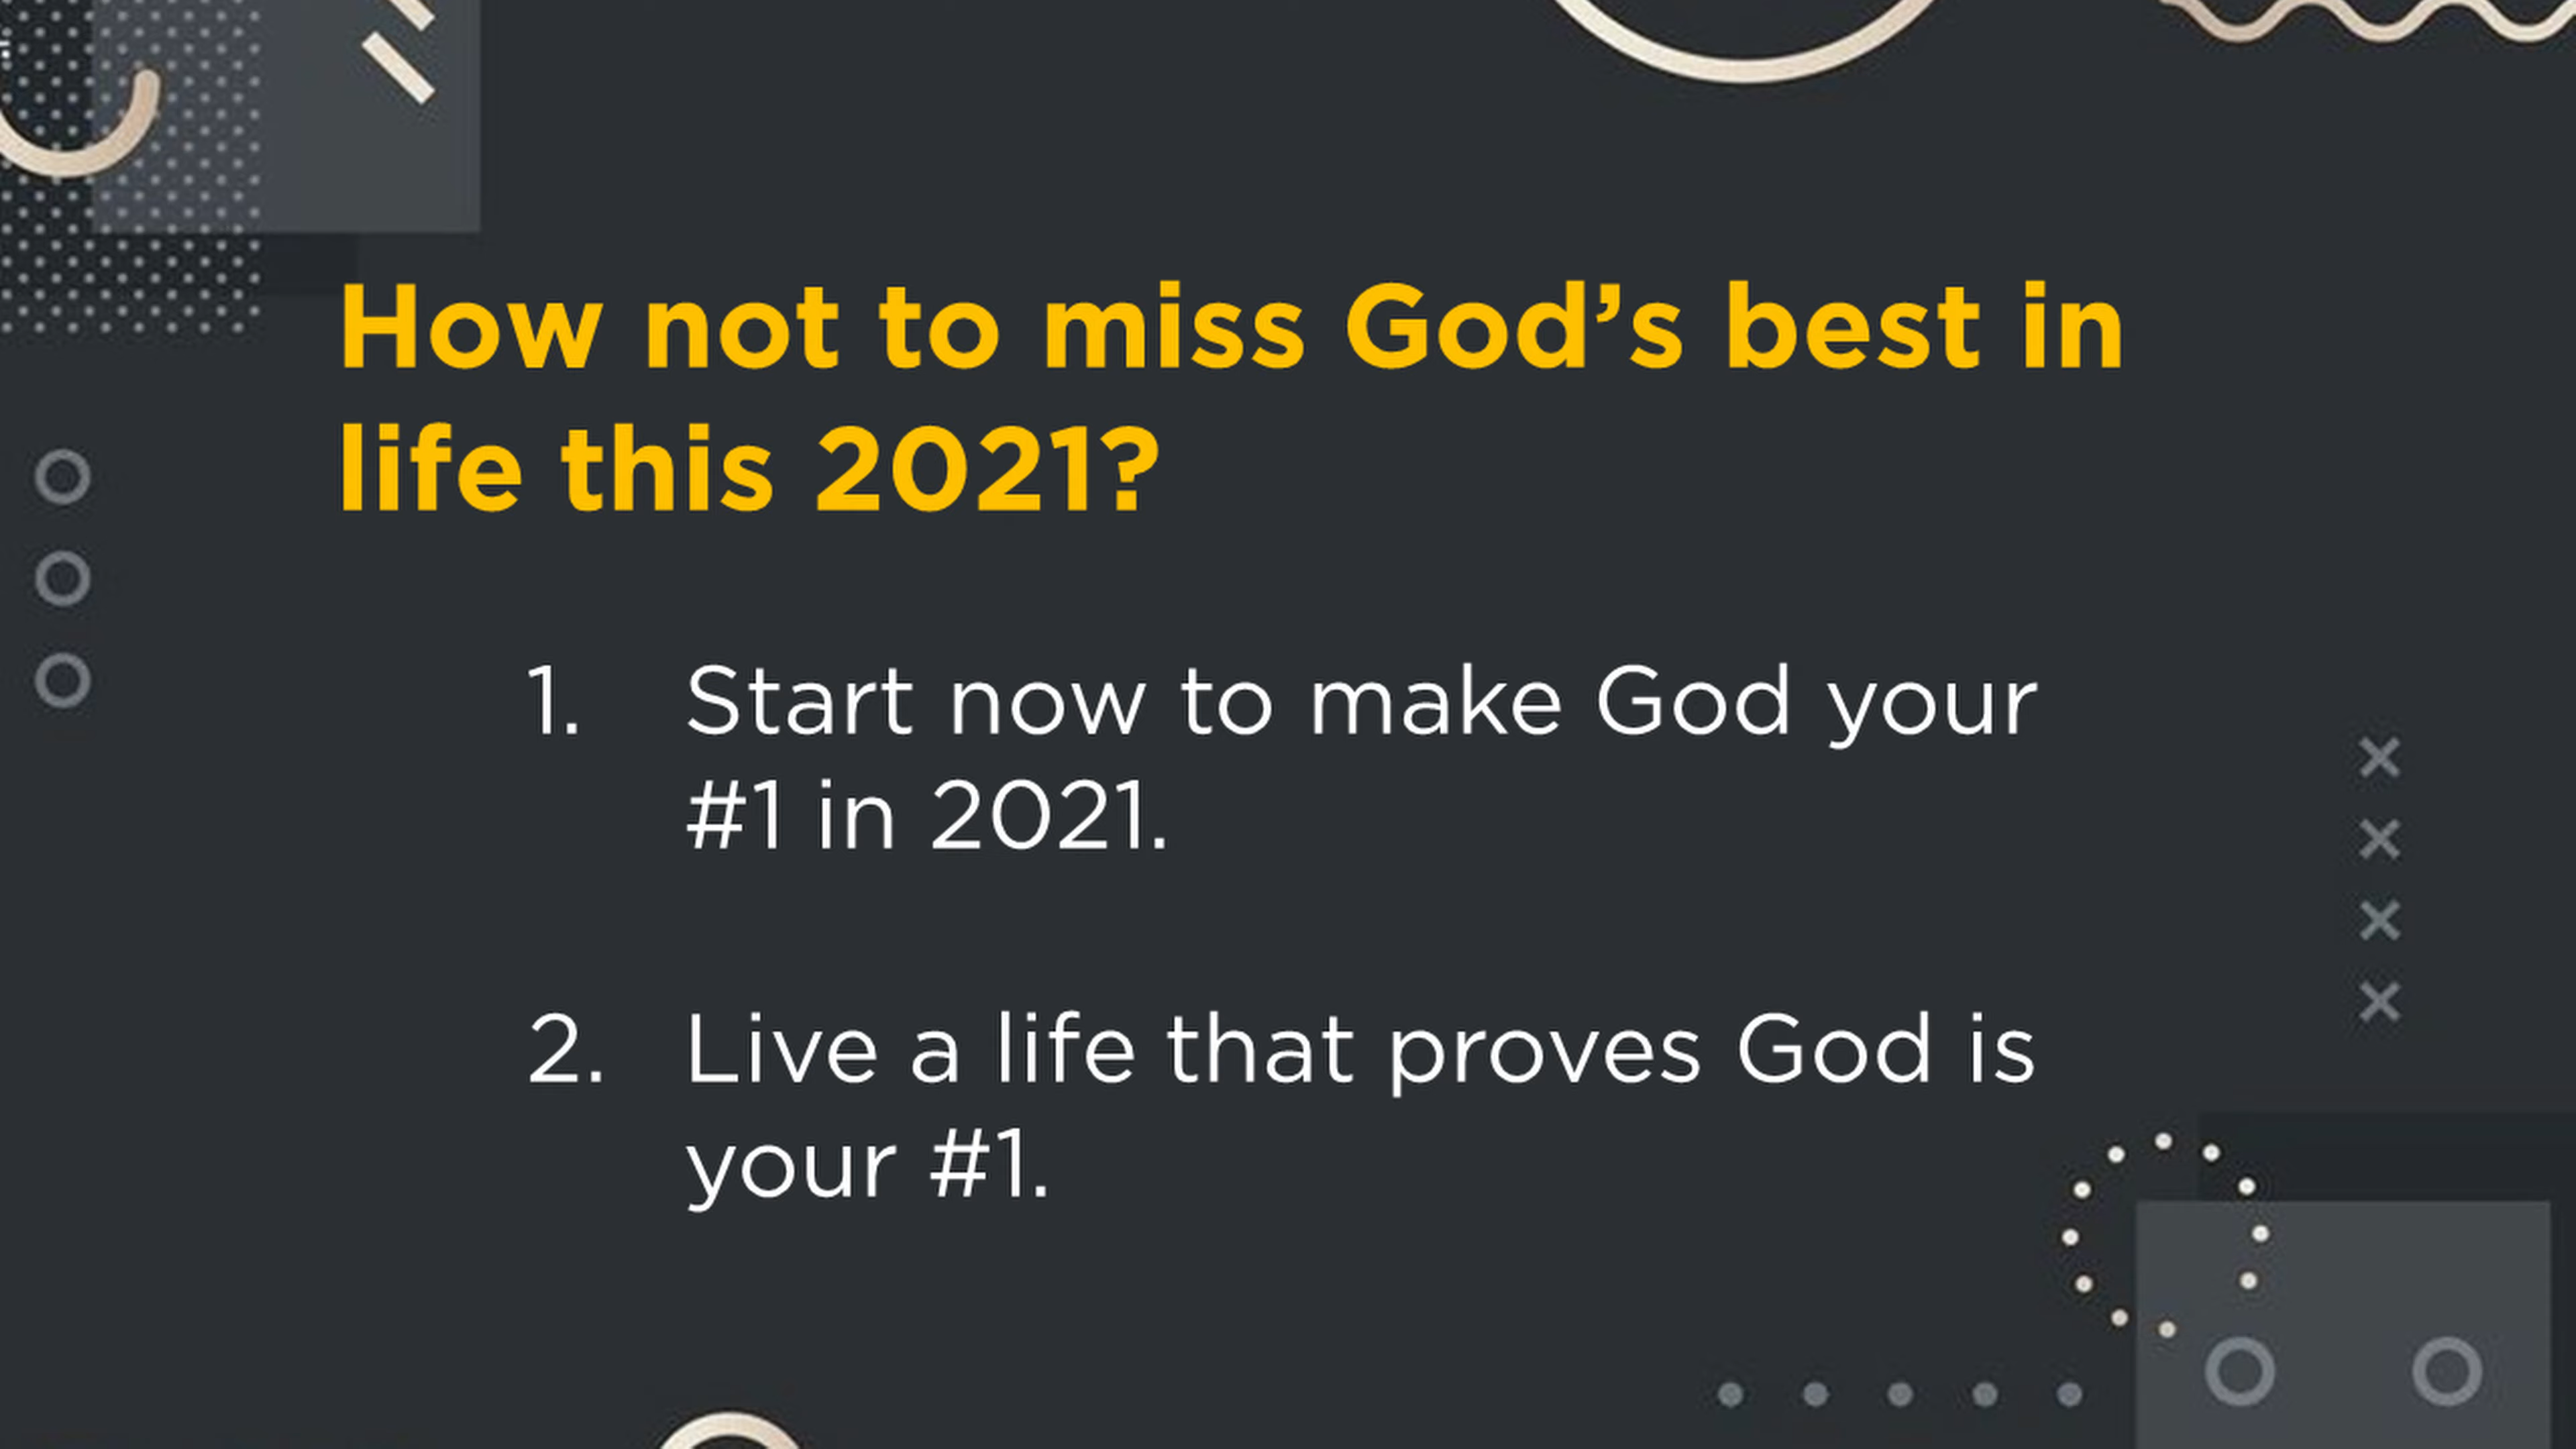 How not to miss God’s best in
life this 2021?
1. Start now to make God your
#1 in 2021.
2. Live a life that proves God is
your #1.